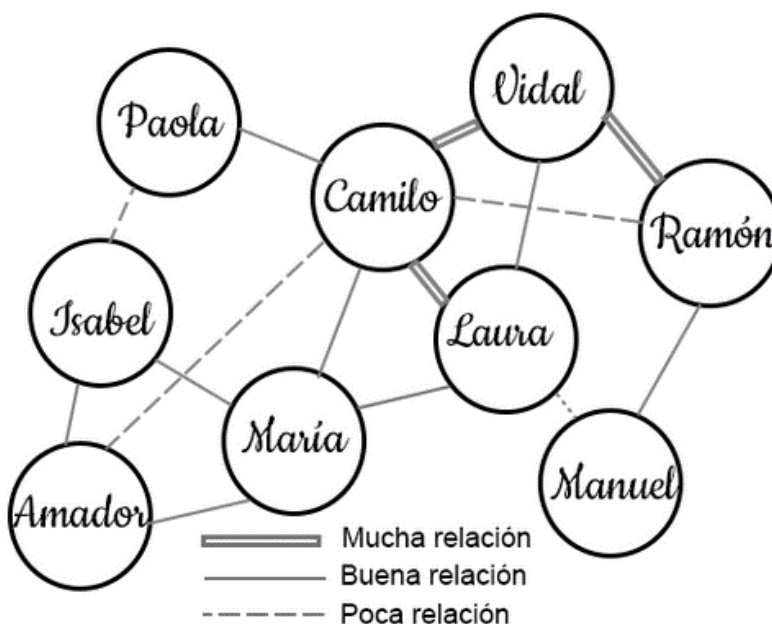 Vidal
Paola
Camilo
Ramón
Isabel
Laura
María
Manuel
Amador
Mucha relación
Buena relación
Poca relación